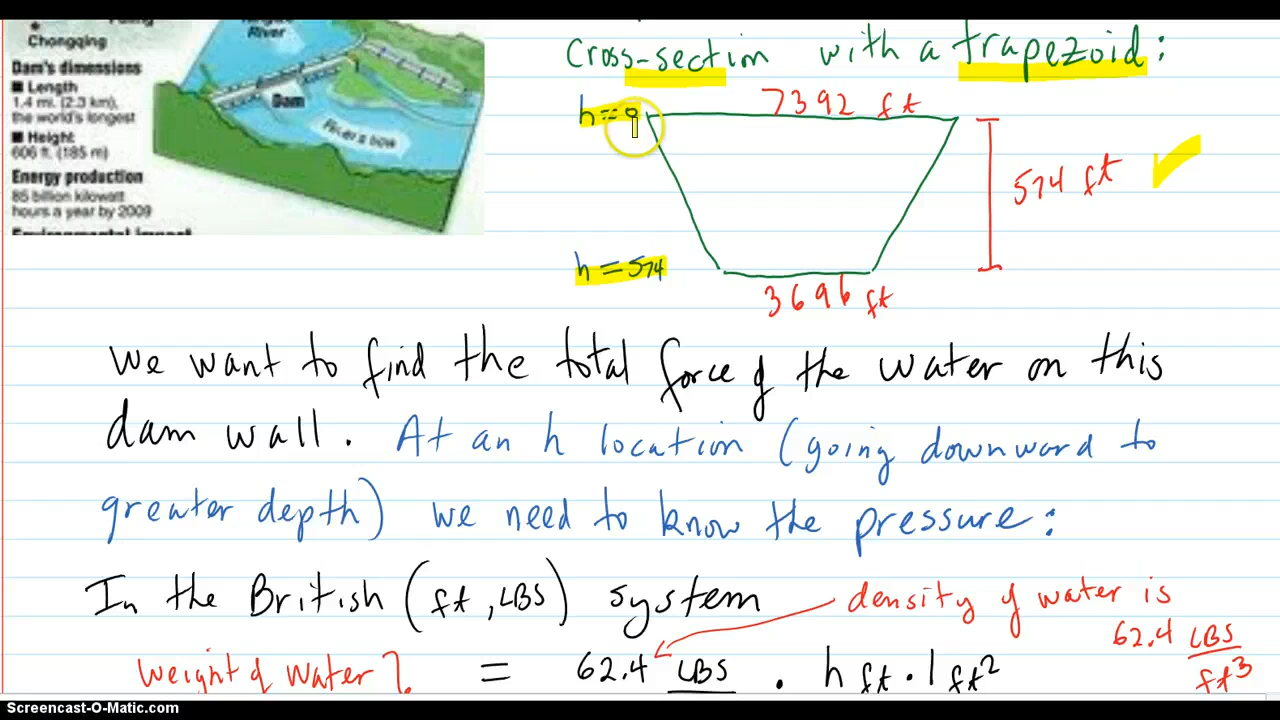 River
Chongqing
Dam's dimensions
■ Length
1.4 mi. (2.3 km),
the world's longest
■ Height
606 ft. (185 m)
Energy production
85 billion kilowatt
hours a year by 2009
Environmental impact
Dam
River's flow
Cross-section with a trapezoid:
7392 ft
574 ft
h = 574
3696 ft
We want to find the total force of the water on this
dam wall. At an h location (going downward to
greater depth) we need to know the pressure:
In the British (ft, LBS) system
density of water is
62.4 LBS
ft³
weight of water
= 62.4 LBS . h ft . 1 ft²
Screencast-O-Matic.com